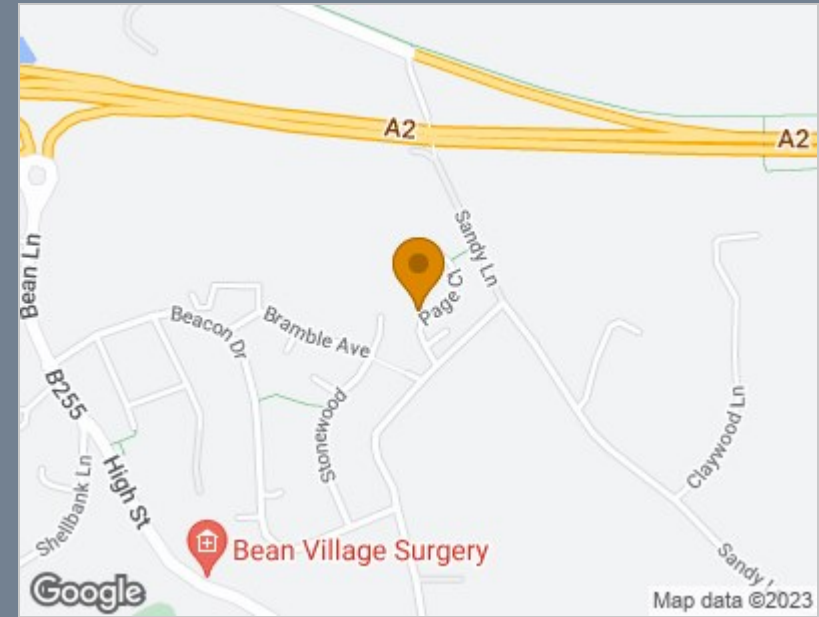 A2
A2
Sandy Ln
Bean Ln
Page Ct
Beacon Dr
Bramble Ave
B255
Stonewood
Claywood Ln
High St
Shellbank Ln
Bean Village Surgery
Sandy
Google
Map data ©2023